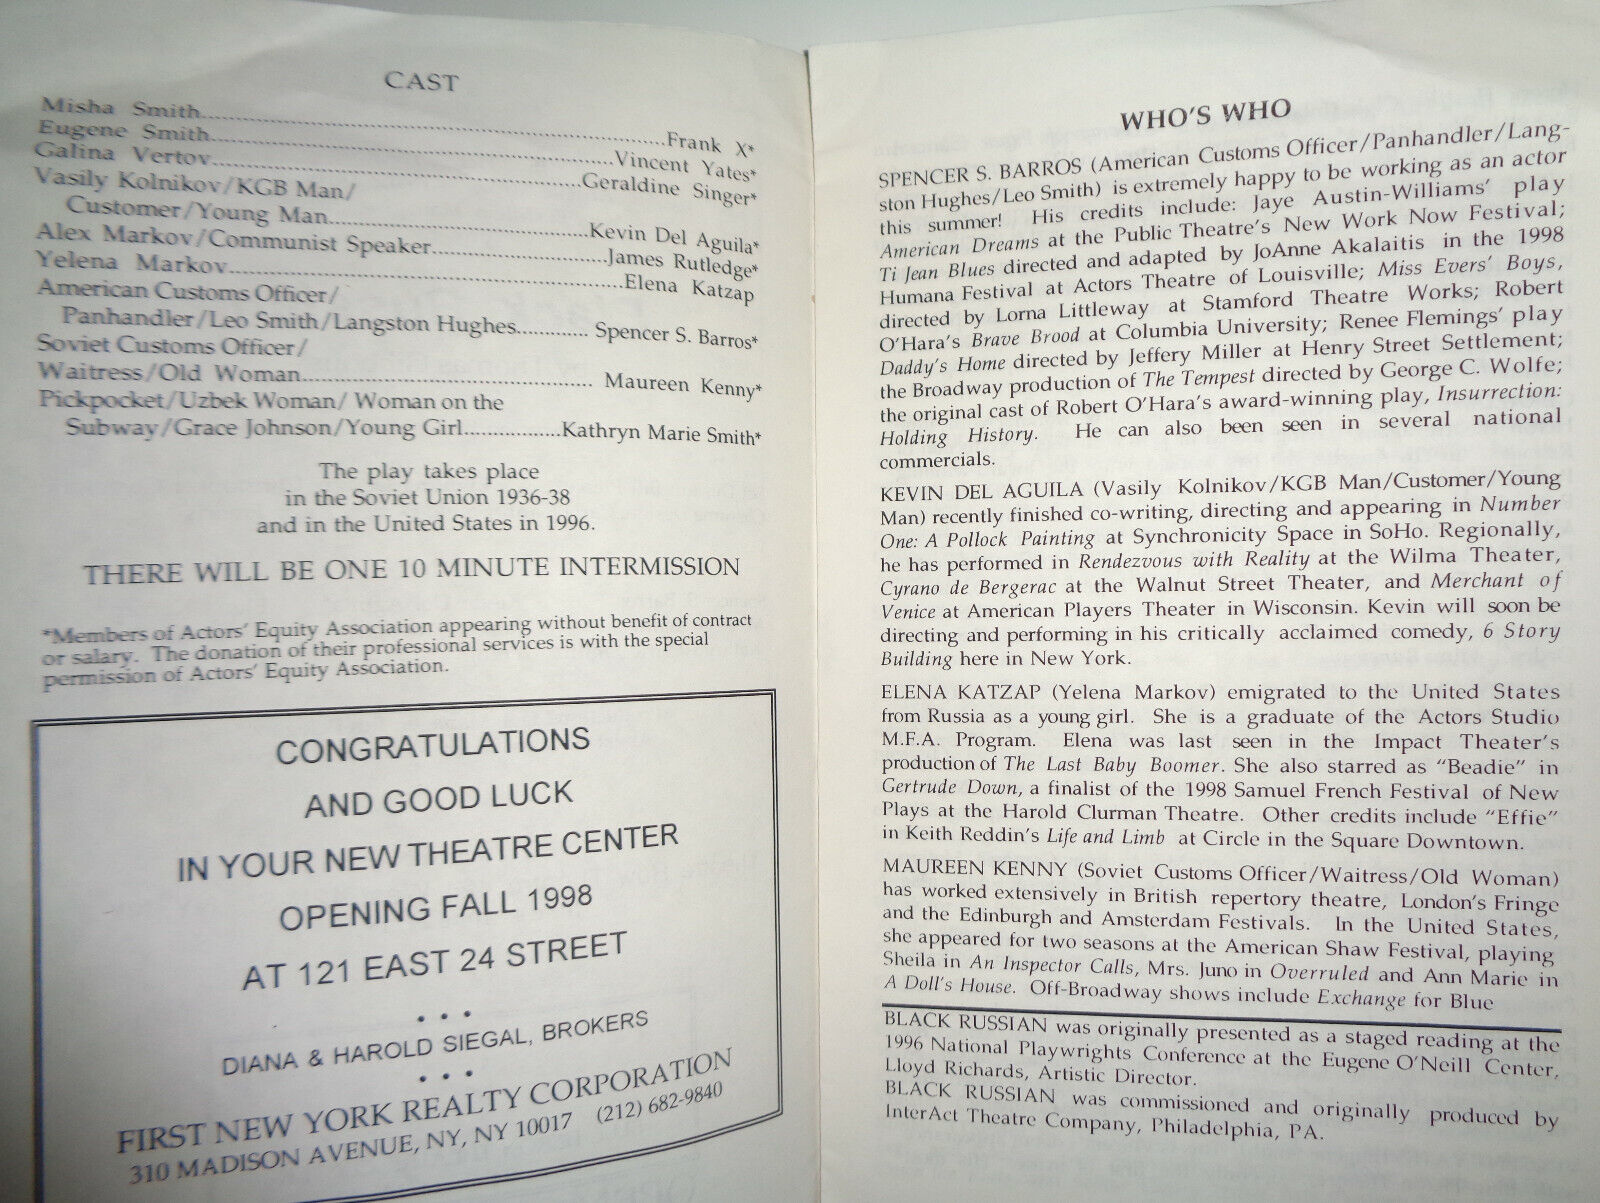 CAST
Misha Smith..........Frank X*
Eugene Smith..........Vincent Yates*
Galina Vertov..........Geraldine Singer*
Vasily Kolnikov/KGB Man/
Customer/Young Man..........Kevin Del Aguila*
Alex Markov/Communist Speaker..........James Rutledge*
Yelena Markov..........Elena Katzap
American Customs Officer/
Panhandler/Leo Smith/Langston Hughes.......... Spencer S. Barros*
Soviet Customs Officer/
Waitress/Old Woman.......... Maureen Kenny*
Pickpocket/Uzbek Woman/ Woman on the
Subway/Grace Johnson/Young Girl..........Kathryn Marie Smith*
The play takes place
in the Soviet Union 1936-38
and in the United States in 1996.
THERE WILL BE ONE 10 MINUTE INTERMISSION
*Members of Actors' Equity Association appearing without benefit of contract
or salary. The donation of their professional services is with the special
permission of Actors' Equity Association.
CONGRATULATIONS
AND GOOD LUCK
IN YOUR NEW THEATRE CENTER
OPENING FALL 1998
AT 121 EAST 24 STREET
• • •
DIANA & HAROLD SIEGAL, BROKERS
• • •
FIRST NEW YORK REALTY CORPORATION
310 MADISON AVENUE, NY, NY 10017 (212) 682-9840
WHO'S WHO
SPENCER S. BARROS (American Customs Officer/Panhandler/Lang-
ston Hughes/Leo Smith) is extremely happy to be working as an actor
this summer! His credits include: Jaye Austin-Williams' play
American Dreams at the Public Theatre's New Work Now Festival;
Ti Jean Blues directed and adapted by JoAnne Akalaitis in the 1998
Humana Festival at Actors Theatre of Louisville; Miss Evers' Boys,
directed by Lorna Littleway at Stamford Theatre Works; Robert
O'Hara's Brave Brood at Columbia University; Renee Flemings' play
Daddy's Home directed by Jeffery Miller at Henry Street Settlement;
the Broadway production of The Tempest directed by George C. Wolfe;
the original cast of Robert O'Hara's award-winning play, Insurrection:
Holding History. He can also been seen in several national
commercials.
KEVIN DEL AGUILA (Vasily Kolnikov/KGB Man/Customer/Young
Man) recently finished co-writing, directing and appearing in Number
One: A Pollock Painting at Synchronicity Space in SoHo. Regionally,
he has performed in Rendezvous with Reality at the Wilma Theater,
Cyrano de Bergerac at the Walnut Street Theater, and Merchant of
Venice at American Players Theater in Wisconsin. Kevin will soon be
directing and performing in his critically acclaimed comedy, 6 Story
Building here in New York.
ELENA KATZAP (Yelena Markov) emigrated to the United States
from Russia as a young girl. She is a graduate of the Actors Studio
M.F.A. Program. Elena was last seen in the Impact Theater's
production of The Last Baby Boomer. She also starred as "Beadie" in
Gertrude Down, a finalist of the 1998 Samuel French Festival of New
Plays at the Harold Clurman Theatre. Other credits include "Effie"
in Keith Reddin's Life and Limb at Circle in the Square Downtown.
MAUREEN KENNY (Soviet Customs Officer/Waitress/Old Woman)
has worked extensively in British repertory theatre, London's Fringe
and the Edinburgh and Amsterdam Festivals. In the United States,
she appeared for two seasons at the American Shaw Festival, playing
Sheila in An Inspector Calls, Mrs. Juno in Overruled and Ann Marie in
A Doll's House. Off-Broadway shows include Exchange for Blue
BLACK RUSSIAN was originally presented as a staged reading at the
1996 National Playwrights Conference at the Eugene O'Neill Center,
Lloyd Richards, Artistic Director.
BLACK RUSSIAN was commissioned and originally produced by
InterAct Theatre Company, Philadelphia, PA.